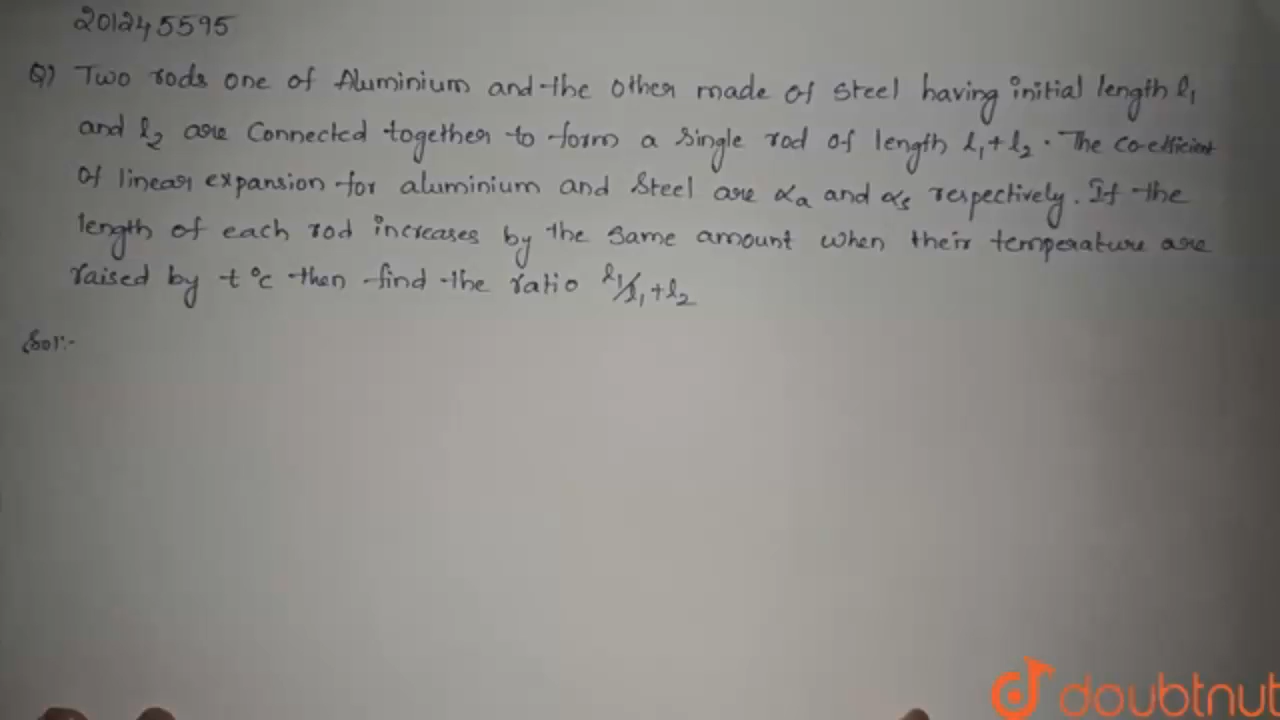 201245595
Q) Two rods one of Aluminium and the other made of steel having initial length l₁
and l₂ are connected together to form a single rod of length l₁+l₂. The co-efficient
of linear expansion for aluminium and steel are αₐ and αₛ respectively. If the
length of each rod increases by the same amount when their temperature are
raised by t°c then find the ratio l₁/l₁+l₂
Sol:-
doubtnut